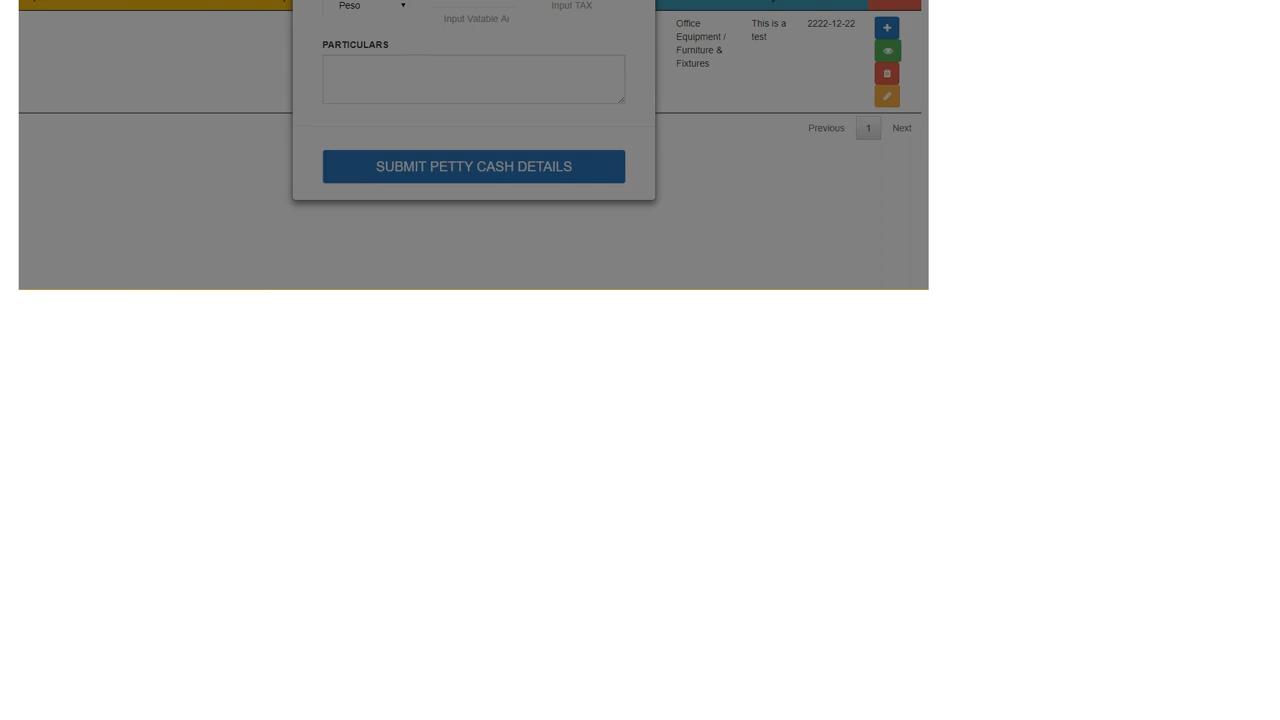 Peso
Input TAX
Input Vatable
PARTICULARS
SUBMIT PETTY CASH DETAILS
Office
Equipment /
Furniture &
Fixtures
This is a
test
2222-12-22
Previous
1
Next